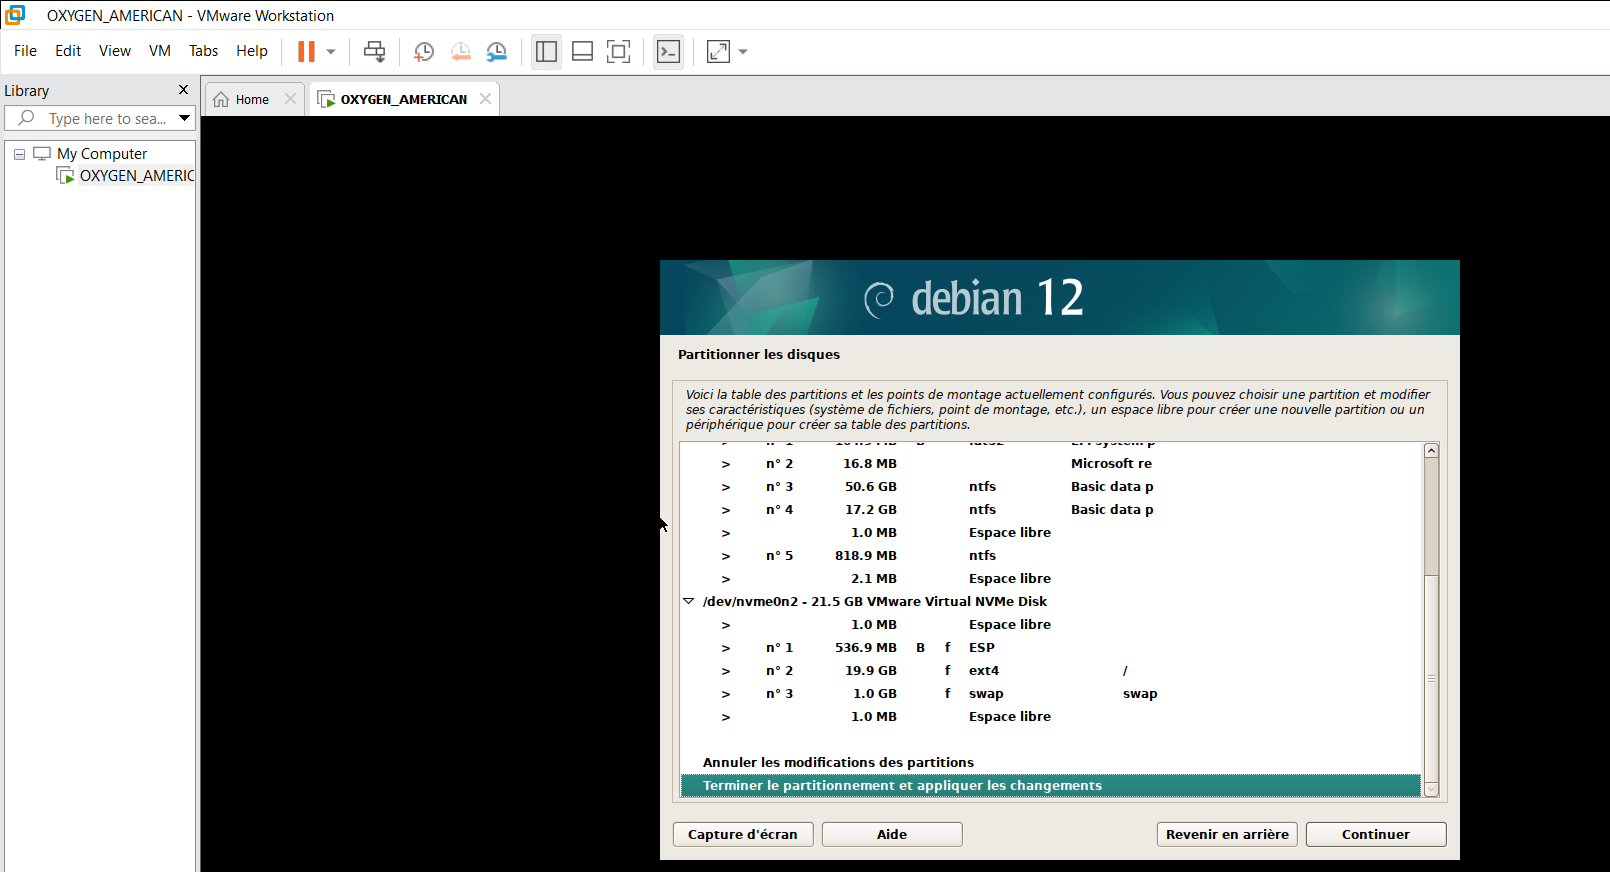 OXYGEN_AMERICAN - VMware Workstation
File Edit View VM Tabs Help
Library
Home
OXYGEN_AMERICAN
Type here to sea...
My Computer
OXYGEN_AMERIC
debian 12
Partitionner les disques
Voici la table des partitions et les points de montage actuellement configurés. Vous pouvez choisir une partition et modifier
ses caractéristiques (système de fichiers, point de montage, etc.), un espace libre pour créer une nouvelle partition ou un
périphérique pour créer sa table des partitions.
> n° 2 16.8 MB Microsoft re
> n° 3 50.6 GB ntfs Basic data p
> n° 4 17.2 GB ntfs Basic data p
> 1.0 MB Espace libre
> n° 5 818.9 MB ntfs
> 2.1 MB Espace libre
/dev/nvme0n2 - 21.5 GB VMware Virtual NVMe Disk
> 1.0 MB Espace libre
> n° 1 536.9 MB B f ESP
> n° 2 19.9 GB f ext4 /
> n° 3 1.0 GB f swap swap
> 1.0 MB Espace libre
Annuler les modifications des partitions
Terminer le partitionnement et appliquer les changements
Capture d'écran
Aide
Revenir en arrière
Continuer